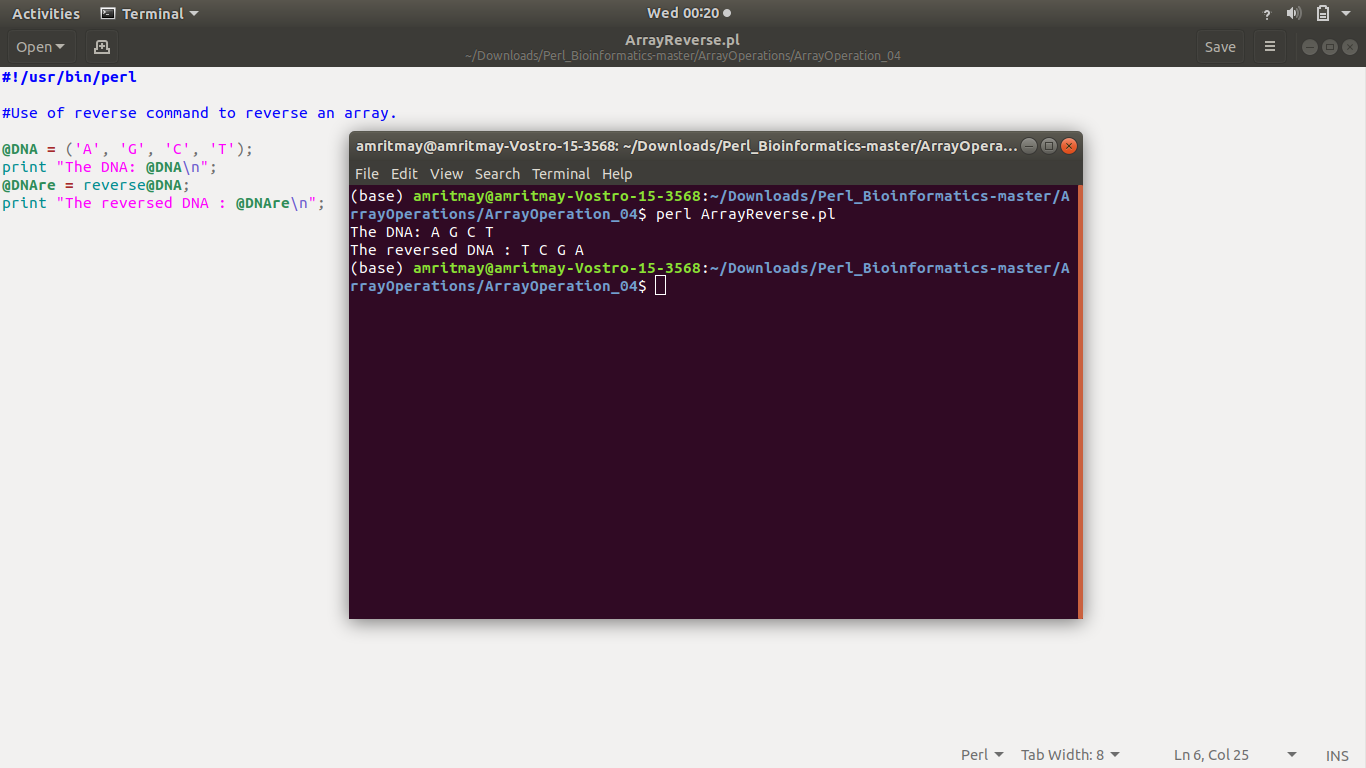 Activities Terminal Wed 00:20 ?
Open ArrayReverse.pl Save
~/Downloads/Perl_Bioinformatics-master/ArrayOperations/ArrayOperation_04
#!/usr/bin/perl
#Use of reverse command to reverse an array.
@DNA = ('A', 'G', 'C', 'T');
print "The DNA: @DNA\n";
@DNAre = reverse@DNA;
print "The reversed DNA : @DNAre\n";
amritmay@amritmay-Vostro-15-3568: ~/Downloads/Perl_Bioinformatics-master/ArrayOpera...
File Edit View Search Terminal Help
(base) amritmay@amritmay-Vostro-15-3568:~/Downloads/Perl_Bioinformatics-master/A
rrayOperations/ArrayOperation_04$ perl ArrayReverse.pl
The DNA: A G C T
The reversed DNA : T C G A
(base) amritmay@amritmay-Vostro-15-3568:~/Downloads/Perl_Bioinformatics-master/A
rrayOperations/ArrayOperation_04$
Perl Tab Width: 8 Ln 6, Col 25 INS